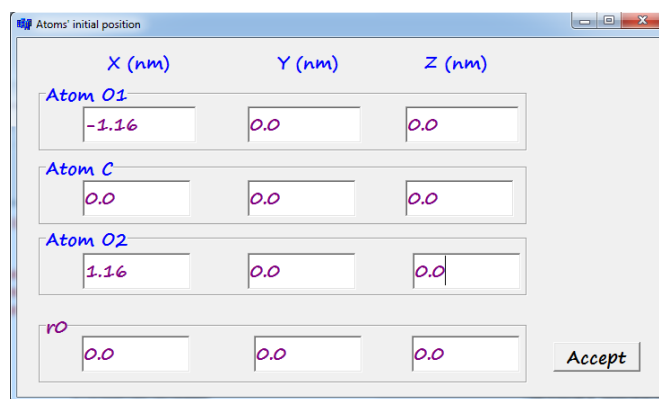 Atoms' initial position
X (nm) Y (nm) Z (nm)
Atom O1
-1.16 0.0 0.0
Atom C
0.0 0.0 0.0
Atom O2
1.16 0.0 0.0
r0
0.0 0.0 0.0
Accept